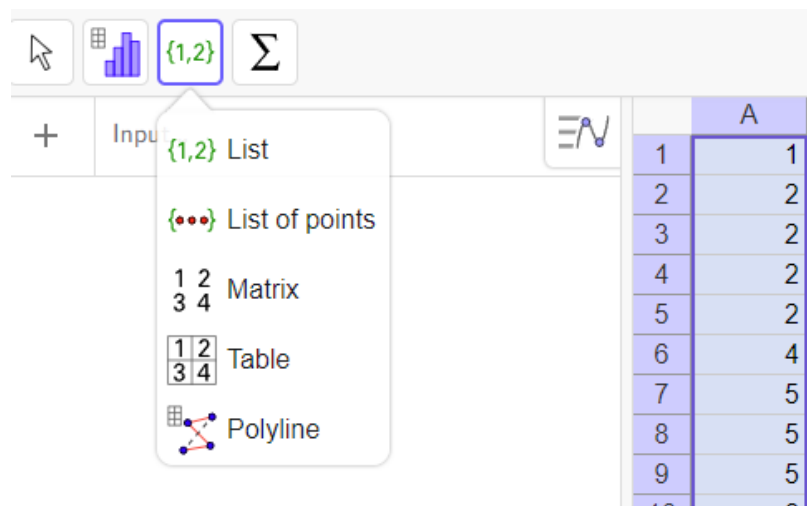 {1,2} Σ
+ Input
{1,2} List
List of points
1 2
3 4 Matrix
1 2
3 4 Table
Polyline
A
1 1
2 2
3 2
4 2
5 2
6 4
7 5
8 5
9 5